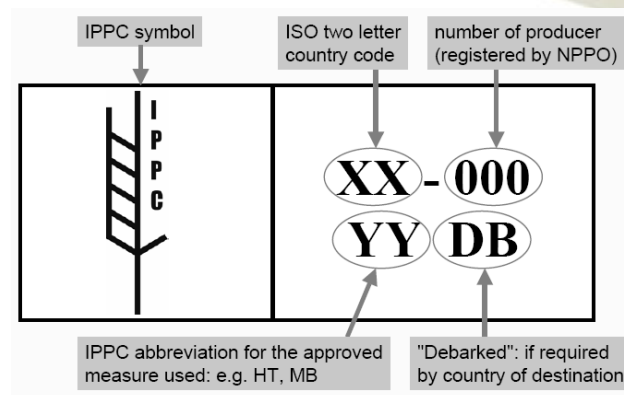 IPPC symbol
ISO two letter
country code
number of producer
(registered by NPPO)
I
P
P
C
XX - 000
YY DB
IPPC abbreviation for the approved
measure used: e.g. HT, MB
"Debarked": if required
by country of destination